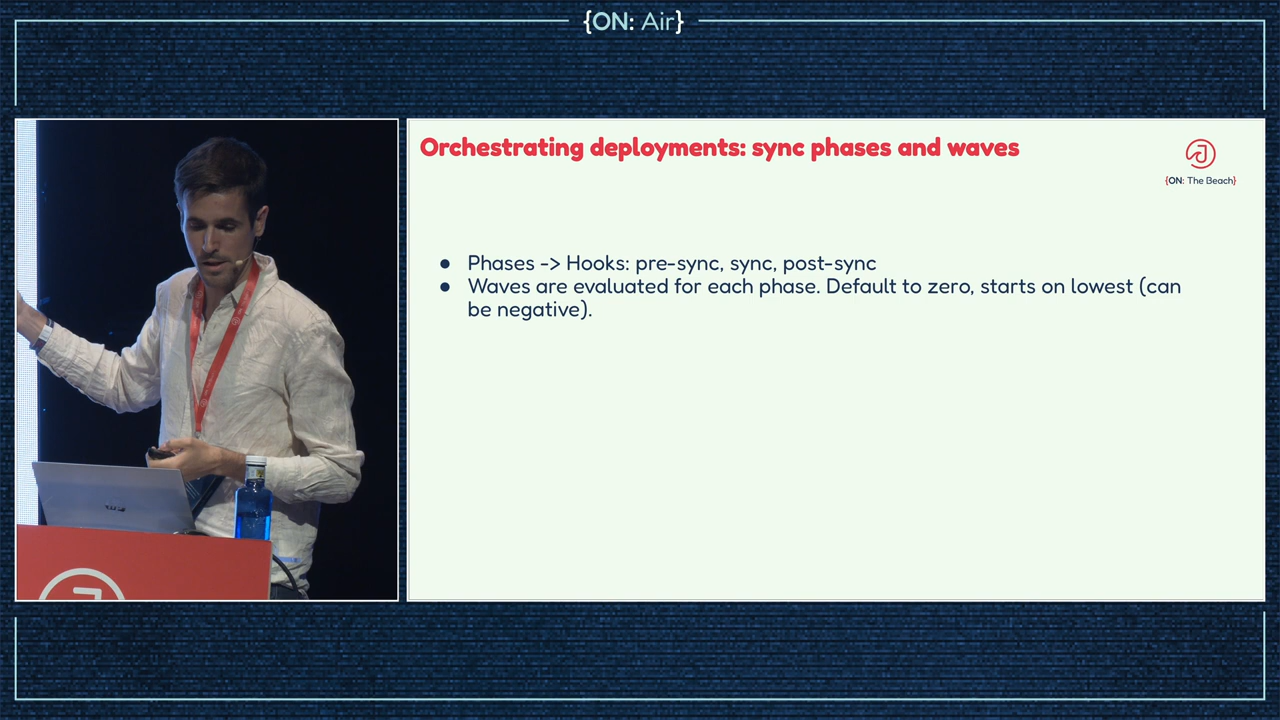 {ON: Air}
Orchestrating deployments: sync phases and waves
{ON: The Beach}
● Phases -> Hooks: pre-sync, sync, post-sync
● Waves are evaluated for each phase. Default to zero, starts on lowest (can
be negative).